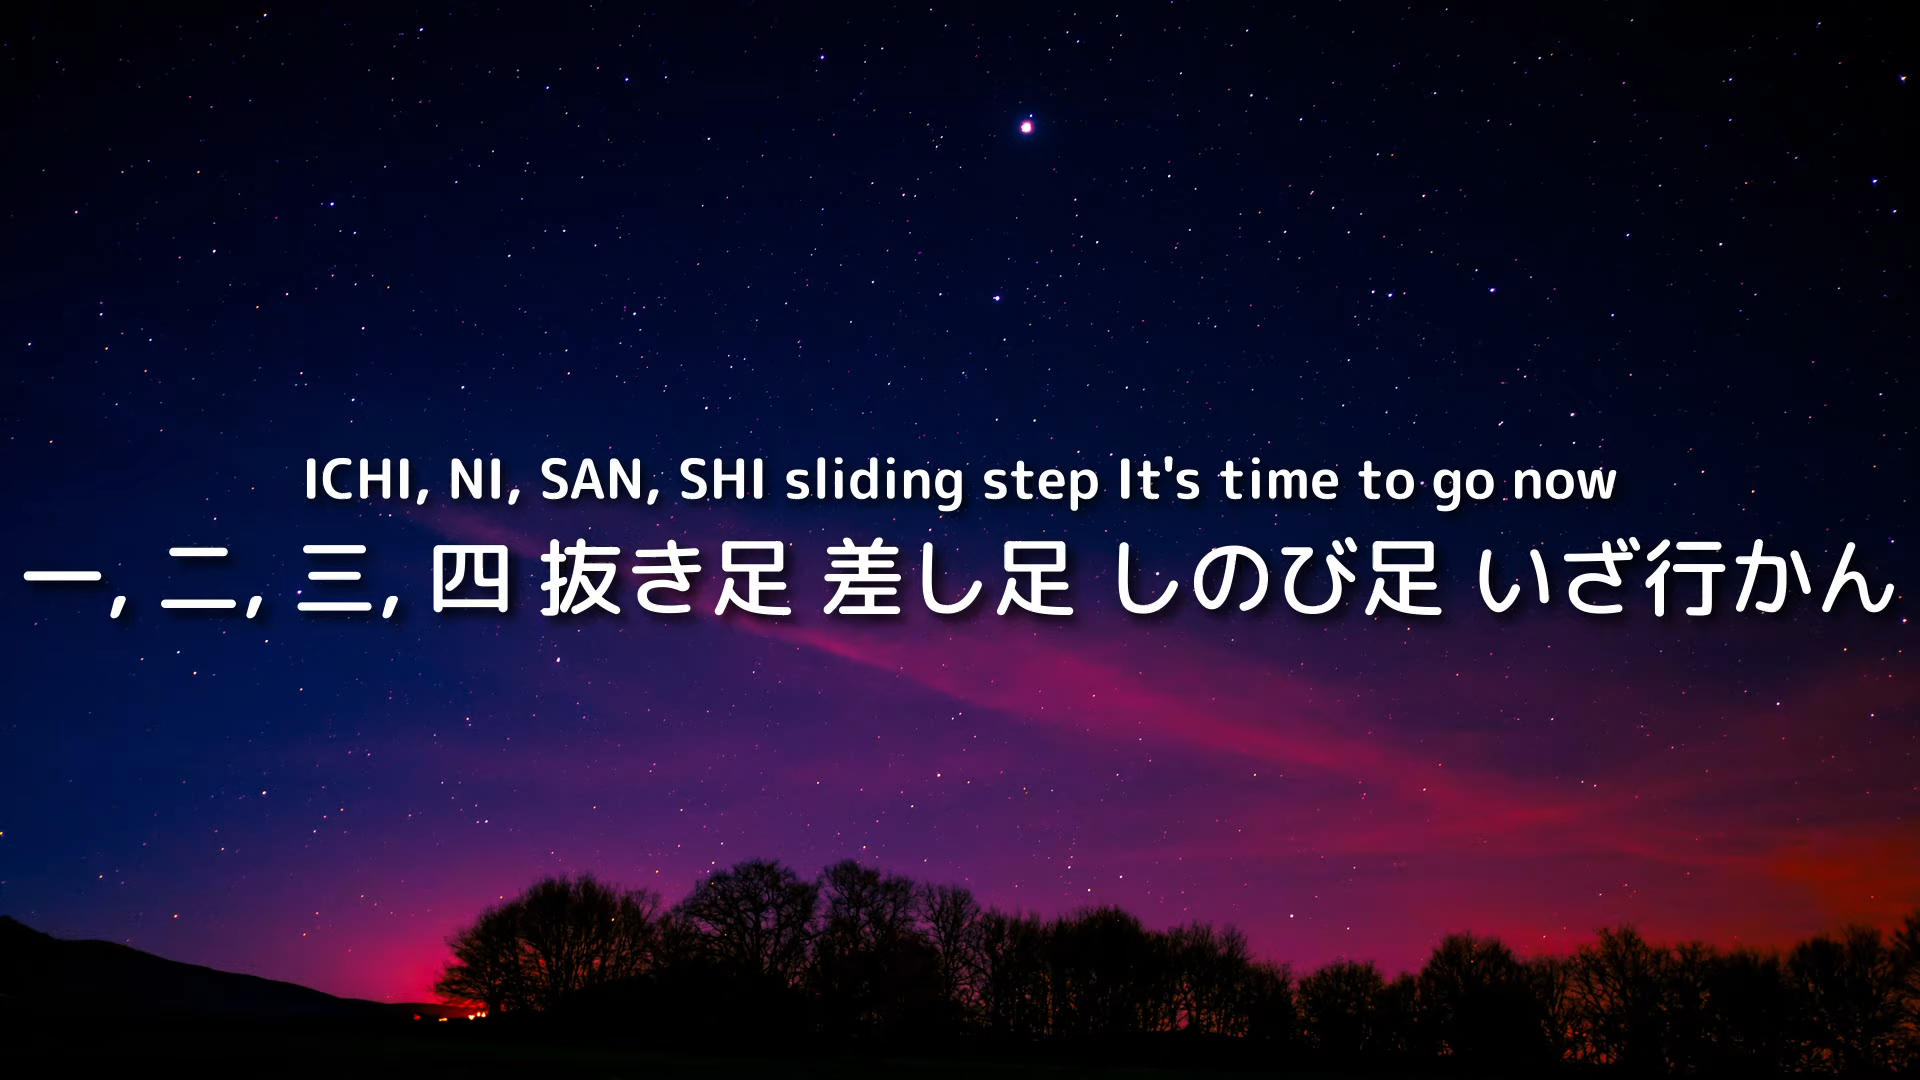 ICHI, NI, SAN, SHI sliding step It's time to go now
一, 二, 三, 四 抜き足 差し足 しのび足 いざ行かん